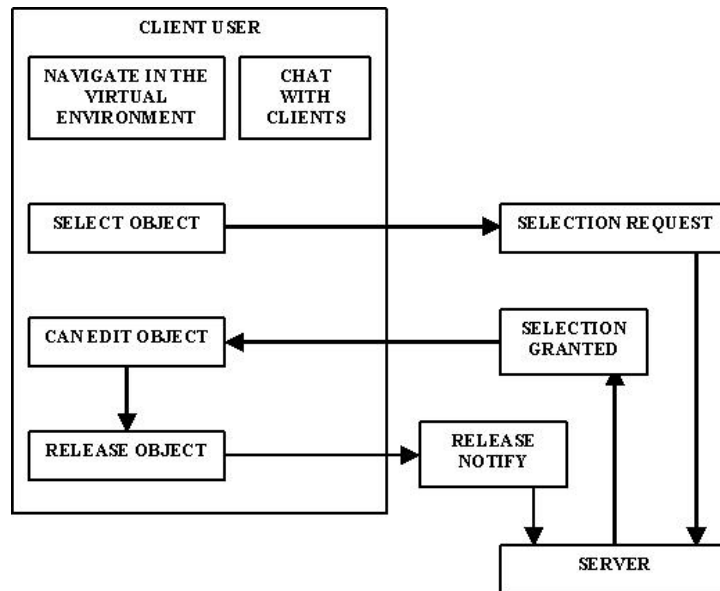 CLIENT USER
NAVIGATE IN THE
VIRTUAL
ENVIRONMENT
CHAT
WITH
CLIENTS
SELECT OBJECT
SELECTION REQUEST
CAN EDIT OBJECT
SELECTION
GRANTED
RELEASE OBJECT
RELEASE
NOTIFY
SERVER